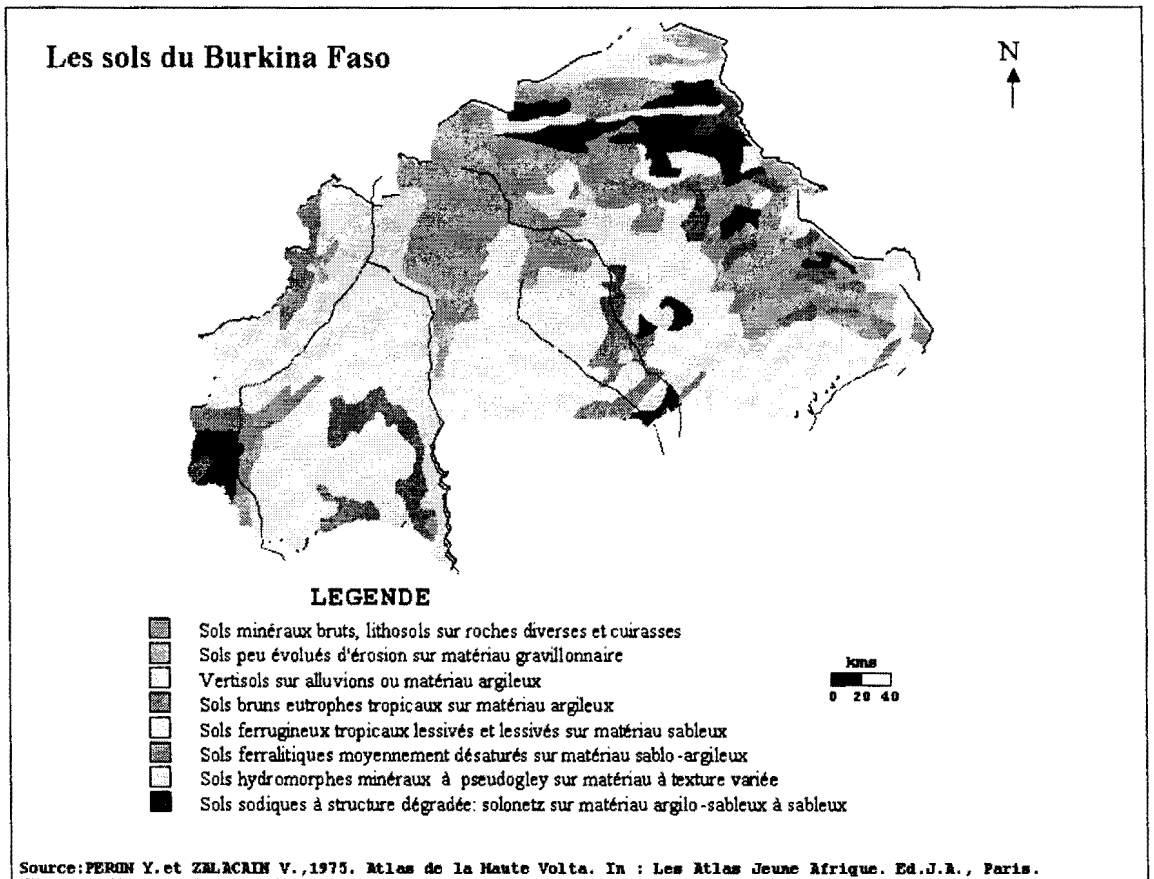 Les sols du Burkina Faso
N
LEGENDE
Sols minéraux bruts, lithosols sur roches diverses et cuirasses
Sols peu évolués d'érosion sur matériau gravillonnaire
Vertisols sur alluvions ou matériau argileux
Sols bruns eutrophes tropicaux sur matériau argileux
Sols ferrugineux tropicaux lessivés et lessivés sur matériau sableux
Sols ferralitiques moyennement désaturés sur matériau sablo-argileux
Sols hydromorphes minéraux à pseudogley sur matériau à texture variée
Sols sodiques à structure dégradée: solonetz sur matériau argilo-sableux à sableux
kms
0 20 40
Source:PERON Y.et ZALACAIN V.,1975. Atlas de la Haute Volta. In : Les Atlas Jeune Afrique. Ed.J.A., Paris.